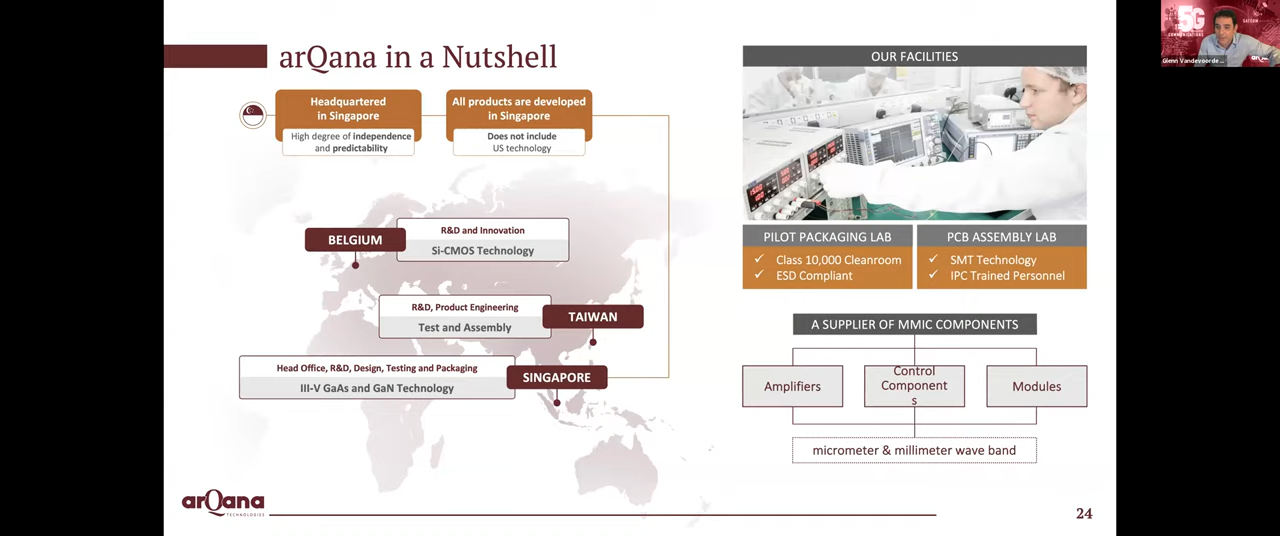 arQana in a Nutshell
Headquartered
in Singapore
High degree of independence
and predictability
All products are developed
in Singapore
Does not include
US technology
BELGIUM
R&D and Innovation
Si-CMOS Technology
R&D, Product Engineering
Test and Assembly
TAIWAN
Head Office, R&D, Design, Testing and Packaging
III-V GaAs and GaN Technology
SINGAPORE
OUR FACILITIES
PILOT PACKAGING LAB
✓ Class 10,000 Cleanroom
✓ ESD Compliant
PCB ASSEMBLY LAB
✓ SMT Technology
✓ IPC Trained Personnel
A SUPPLIER OF MMIC COMPONENTS
Amplifiers
Control
Component
s
Modules
micrometer & millimeter wave band
arQana
TECHNOLOGIES
24
5G
COMMUNICATIONS
SATCOM
Glenn Vandevoorde ...